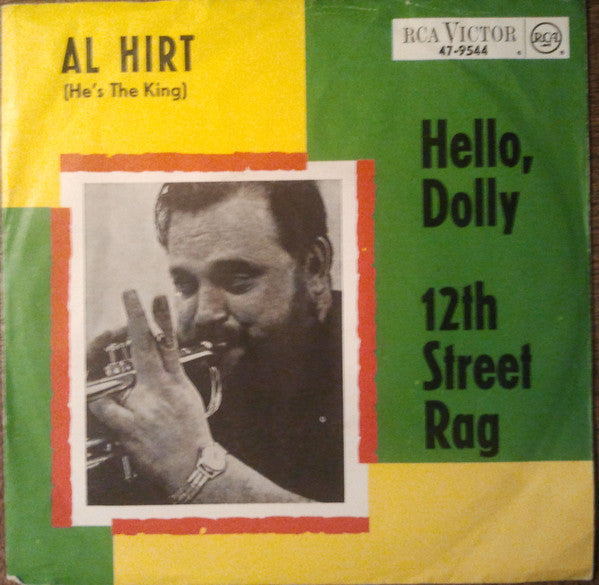 AL HIRT
(He's The King)
RCA VICTOR
47-9544
RCA
Hello,
Dolly
12th
Street
Rag